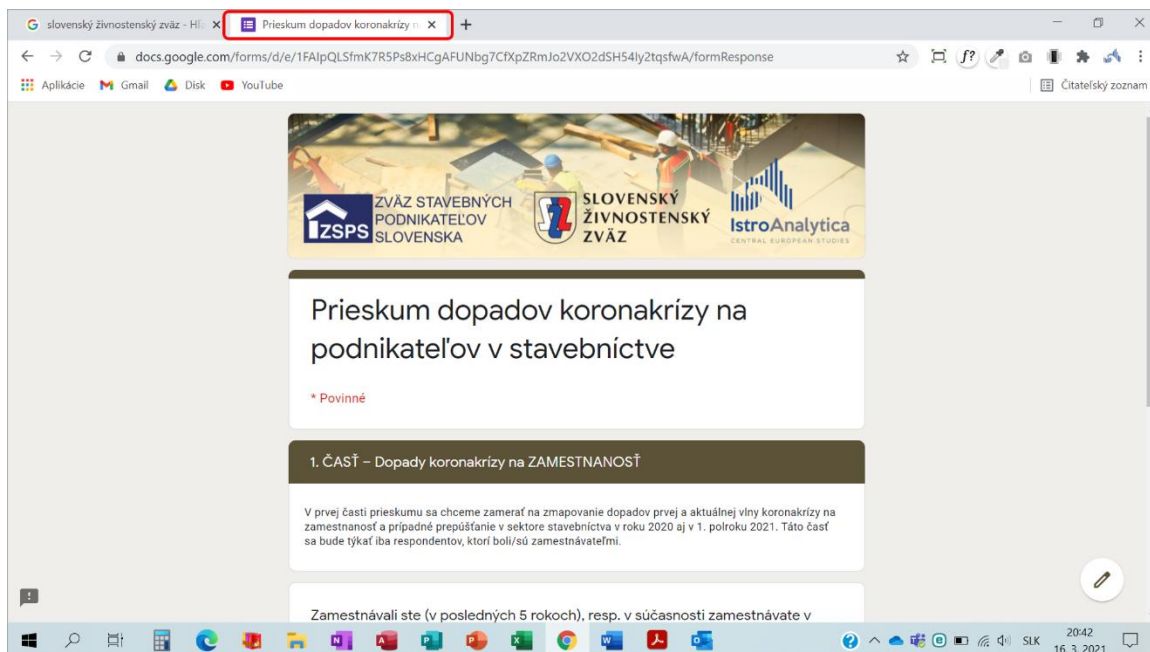 slovenský živnostenský zväz - Hľ
Prieskum dopadov koronakrízy n
docs.google.com/forms/d/e/1FAIpQLSfmK7R5Ps8xHCgAFUNbg7CfXpZRmJo2VXO2dSH54Iy2tqsfwA/formResponse
f?
Aplikácie Gmail Disk YouTube
Čitateľský zoznam
ZVÄZ STAVEBNÝCH
PODNIKATEĽOV
SLOVENSKA
ZSPS
SLOVENSKÝ
ŽIVNOSTENSKÝ
ZVÄZ
IstroAnalytica
CENTRAL EUROPEAN STUDIES
Prieskum dopadov koronakrízy na
podnikateľov v stavebníctve
* Povinné
1. ČASŤ – Dopady koronakrízy na ZAMESTNANOSŤ
V prvej časti prieskumu sa chceme zamerať na zmapovanie dopadov prvej a aktuálnej vlny koronakrízy na
zamestnanosť a prípadné prepúšťanie v sektore stavebníctva v roku 2020 aj v 1. polroku 2021. Táto časť
sa bude týkať iba respondentov, ktorí boli/sú zamestnávateľmi.
Zamestnávali ste (v posledných 5 rokoch), resp. v súčasnosti zamestnávate v
SLK
20:42
16. 3. 2021